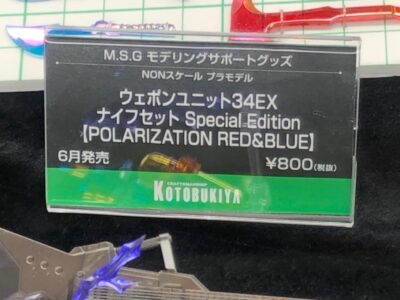 M.S.G モデリングサポートグッズ
NONスケール プラモデル
ウェポンユニット34EX
ナイフセット Special Edition
【POLARIZATION RED&BLUE】
6月発売 ¥800(税抜)
CRAFTSMANSHIP
KOTOBUKIYA